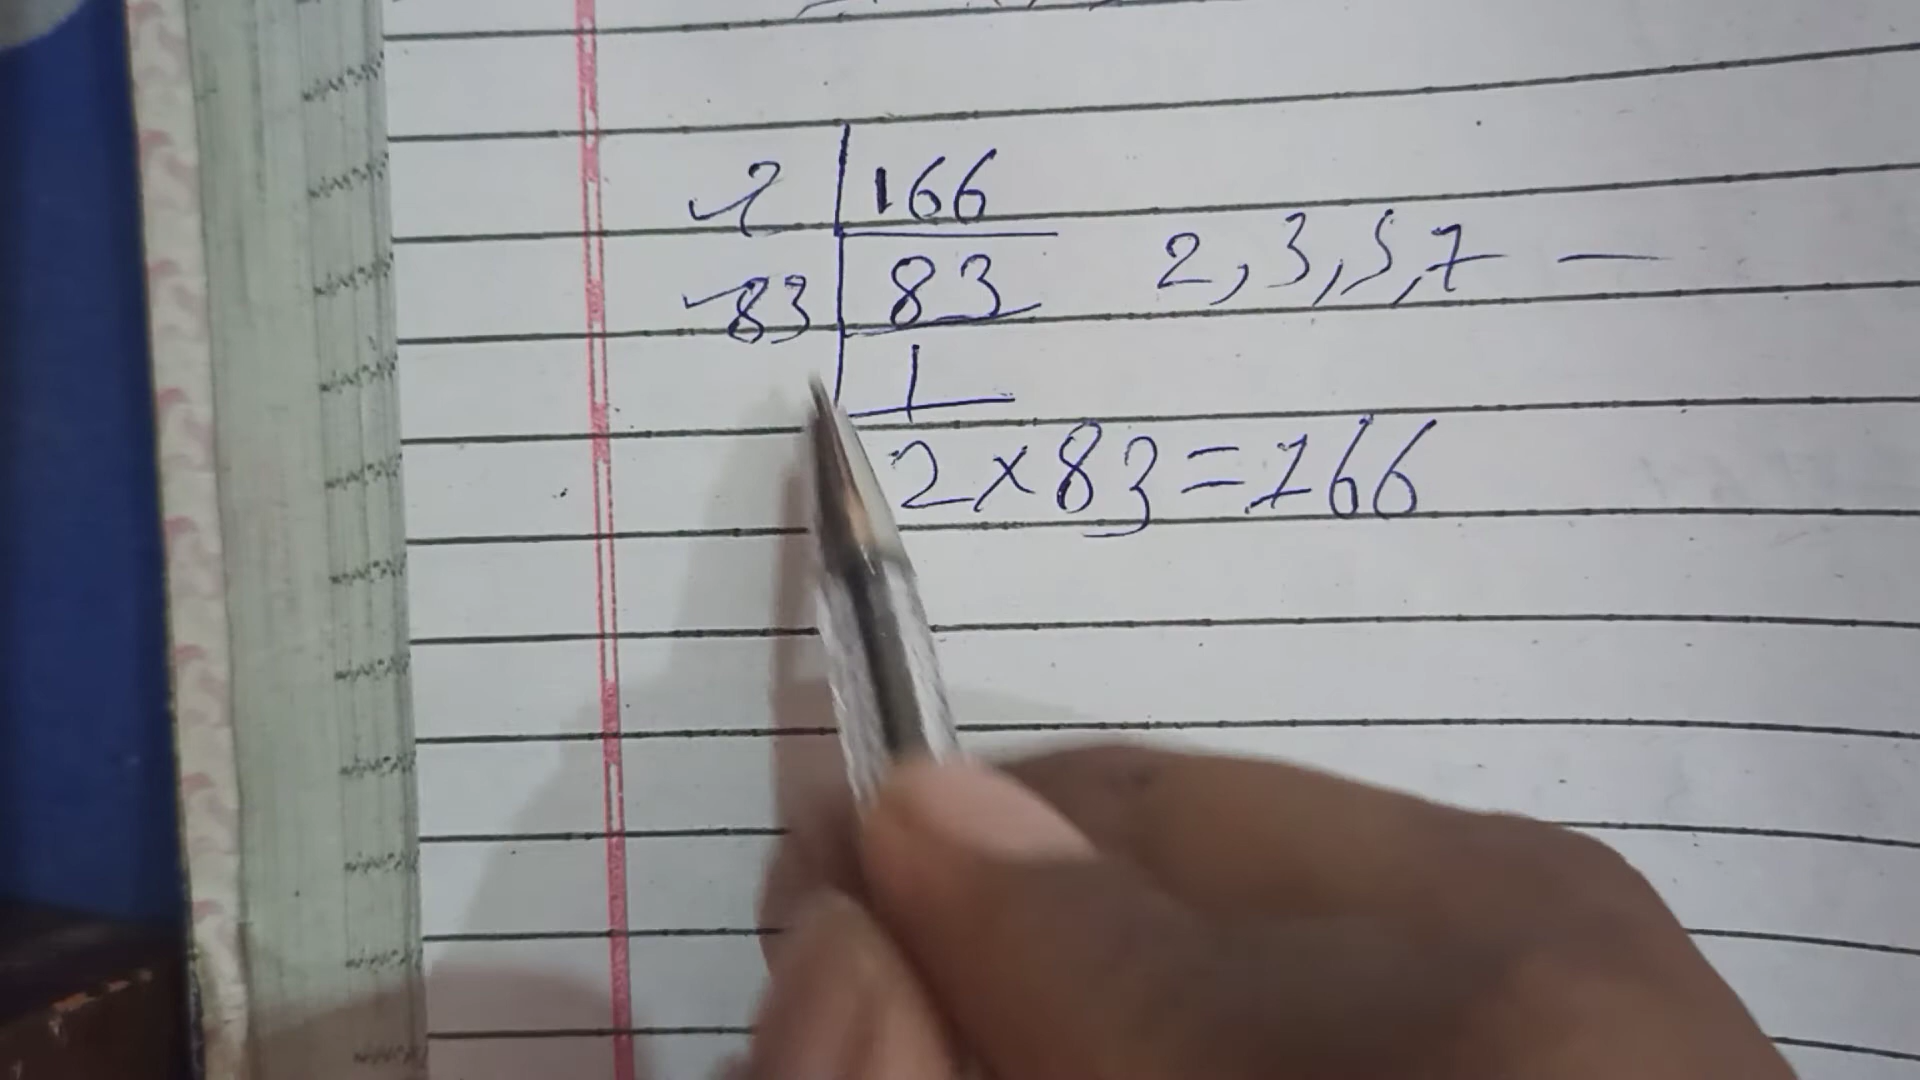 2 | 166
83 | 83 2, 3, 5, 7 —
1
2 × 83 = 166